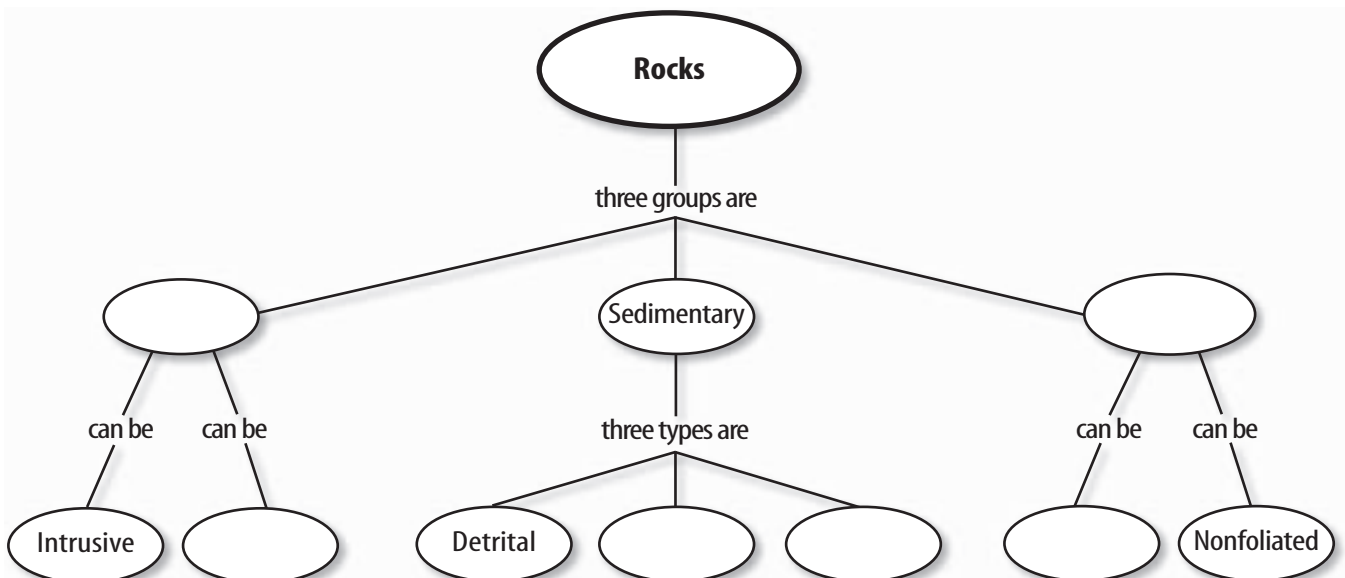 Rocks
three groups are
Sedimentary
can be can be three types are can be can be
Intrusive Detrital Nonfoliated